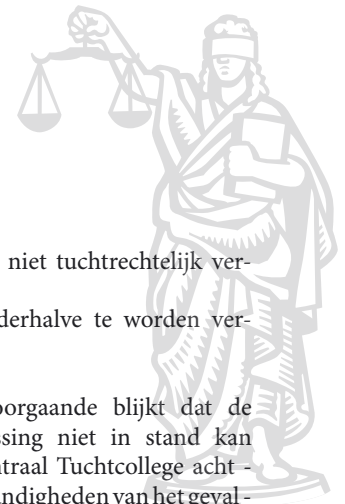 niet tuchtrechtelijk ver-
derhalve te worden ver-
oorgaande blijkt dat de
ssing niet in stand kan
ntraal Tuchtcollege acht -
ndigheden van het geval -